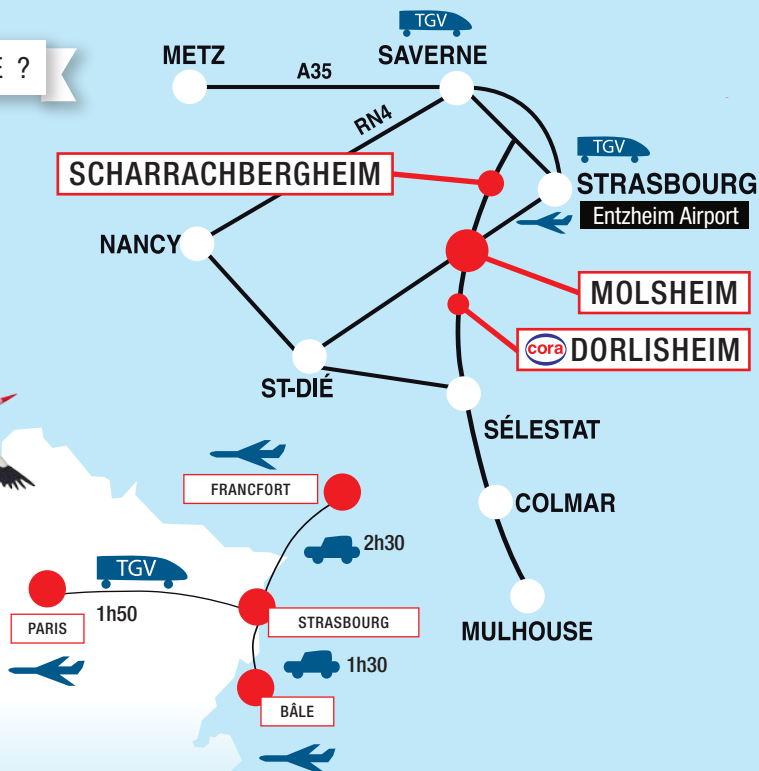 E ?
TGV
METZ
SAVERNE
A35
RN4
TGV
SCHARRACHBERGHEIM
STRASBOURG
Entzheim Airport
NANCY
MOLSHEIM
cora DORLISHEIM
ST-DIÉ
SÉLESTAT
FRANCFORT
COLMAR
2h30
TGV
1h50
PARIS
STRASBOURG
MULHOUSE
1h30
BÂLE